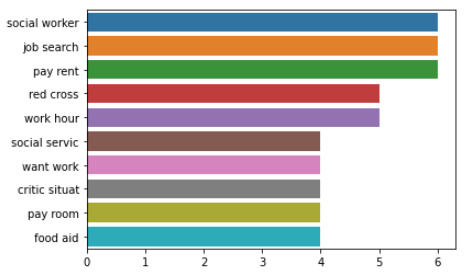 social worker
job search
pay rent
red cross
work hour
social servic
want work
critic situat
pay room
food aid
0 1 2 3 4 5 6